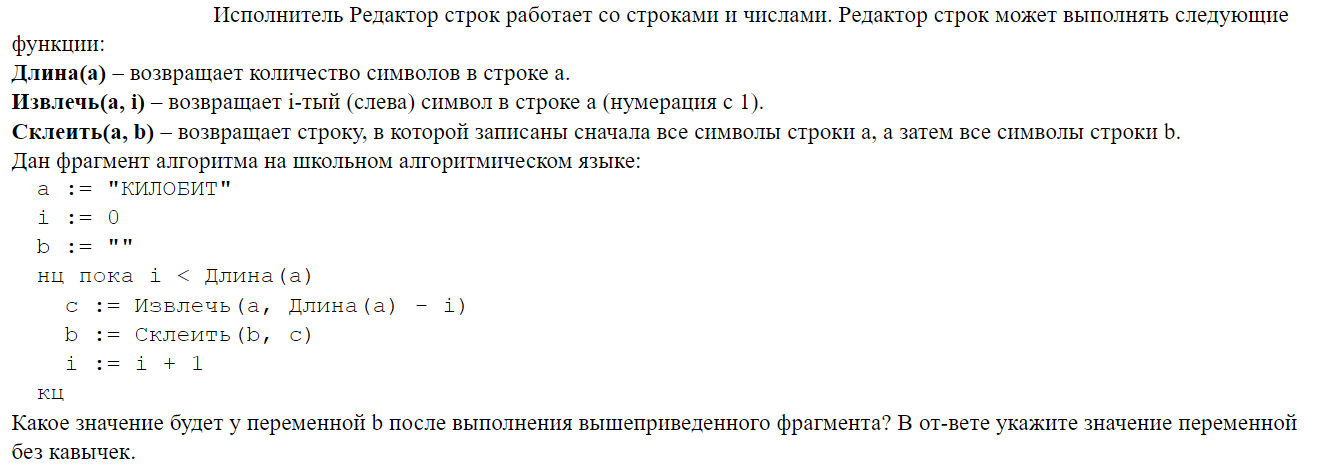 Исполнитель Редактор строк работает со строками и числами. Редактор строк может выполнять следующие
функции:
Длина(a) – возвращает количество символов в строке a.
Извлечь(a, i) – возвращает i-тый (слева) символ в строке a (нумерация с 1).
Склеить(a, b) – возвращает строку, в которой записаны сначала все символы строки a, а затем все символы строки b.
Дан фрагмент алгоритма на школьном алгоритмическом языке:
a := "КИЛОБИТ"
i := 0
b := ""
нц пока i < Длина(a)
c := Извлечь(a, Длина(a) – i)
b := Склеить(b, c)
i := i + 1
кц
Какое значение будет у переменной b после выполнения вышеприведенного фрагмента? В от-вете укажите значение переменной
без кавычек.